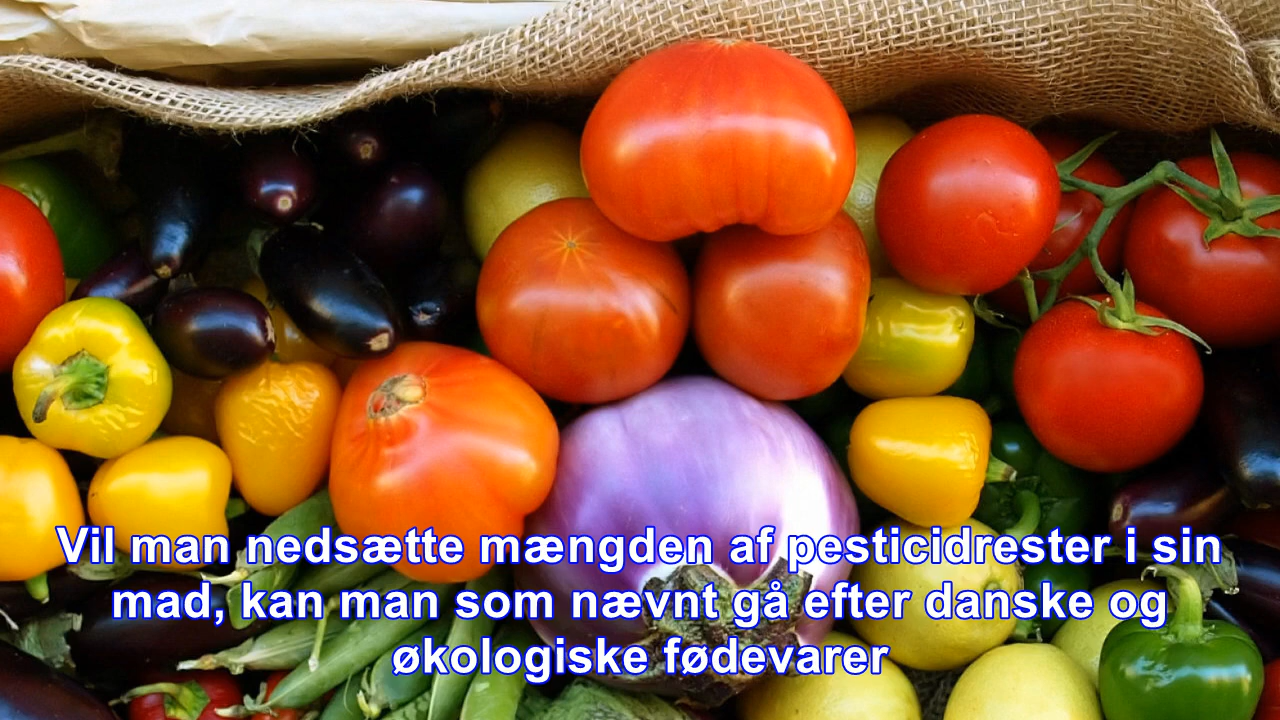 Vil man nedsætte mængden af pesticidrester i sin
mad, kan man som nævnt gå efter danske og
økologiske fødevarer